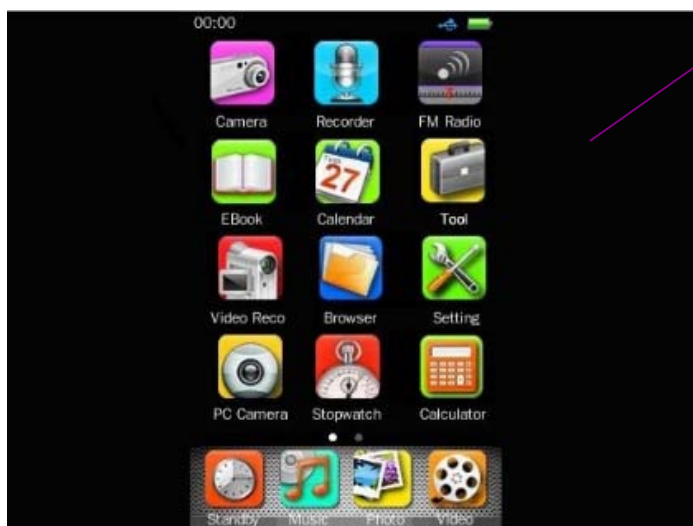 00:00
Camera Recorder FM Radio
Tues
27
EBook Calendar Tool
Video Reco Browser Setting
PC Camera Stopwatch Calculator
Standby Music Photo Video